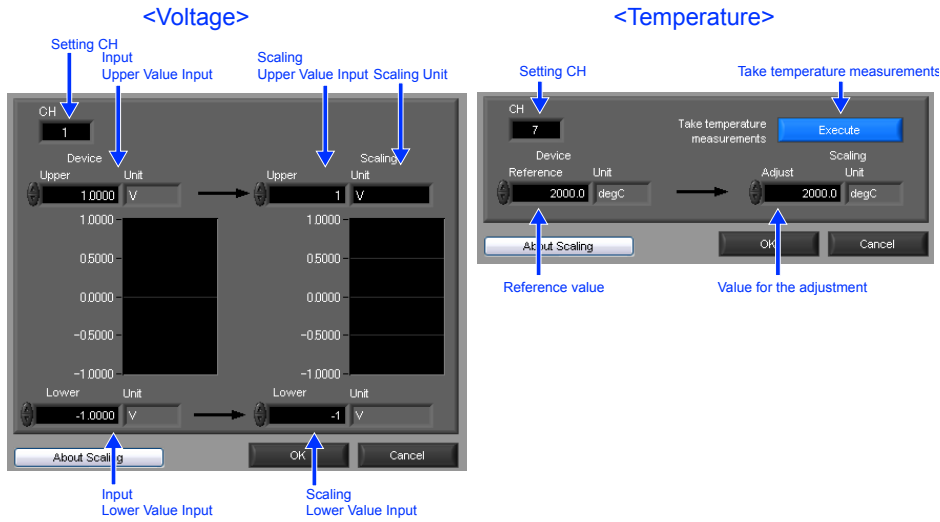 <Voltage>
<Temperature>
Setting CH
Input
Upper Value Input
Scaling
Upper Value Input
Scaling Unit
CH
1
Device
Scaling
Upper
Unit
Upper
Unit
1.0000
V
1
V
1.0000
0.5000
0.0000
-0.5000
-1.0000
1.0000
0.5000
0.0000
-0.5000
-1.0000
Lower
Unit
Lower
Unit
-1.0000
V
-1
V
About Scaling
OK
Cancel
Input
Lower Value Input
Scaling
Lower Value Input
Setting CH
Take temperature measurements
CH
7
Take temperature
measurements
Execute
Device
Scaling
Reference
Unit
Adjust
Unit
2000.0
degC
2000.0
degC
About Scaling
OK
Cancel
Reference value
Value for the adjustment